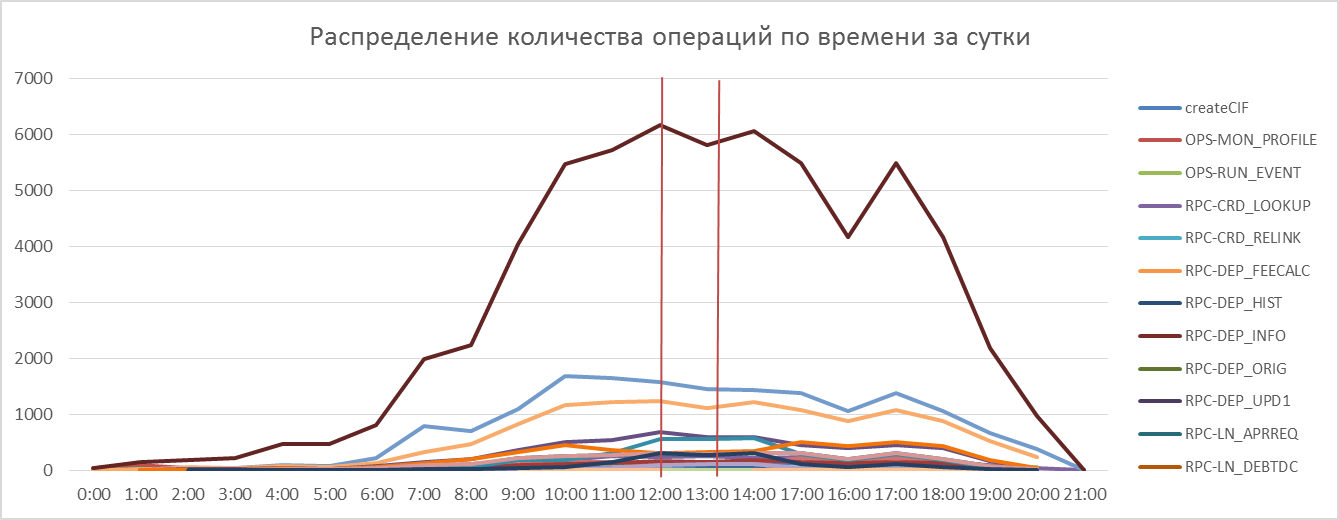 Распределение количества операций по времени за сутки
7000
6000
5000
4000
3000
2000
1000
0
0:00 1:00 2:00 3:00 4:00 5:00 6:00 7:00 8:00 9:00 10:00 11:00 12:00 13:00 14:00 17:00 16:00 17:00 18:00 19:00 20:00 21:00
createCIF
OPS-MON_PROFILE
OPS-RUN_EVENT
RPC-CRD_LOOKUP
RPC-CRD_RELINK
RPC-DEP_FEECALC
RPC-DEP_HIST
RPC-DEP_INFO
RPC-DEP_ORIG
RPC-DEP_UPD1
RPC-LN_APRREQ
RPC-LN_DEBTDC